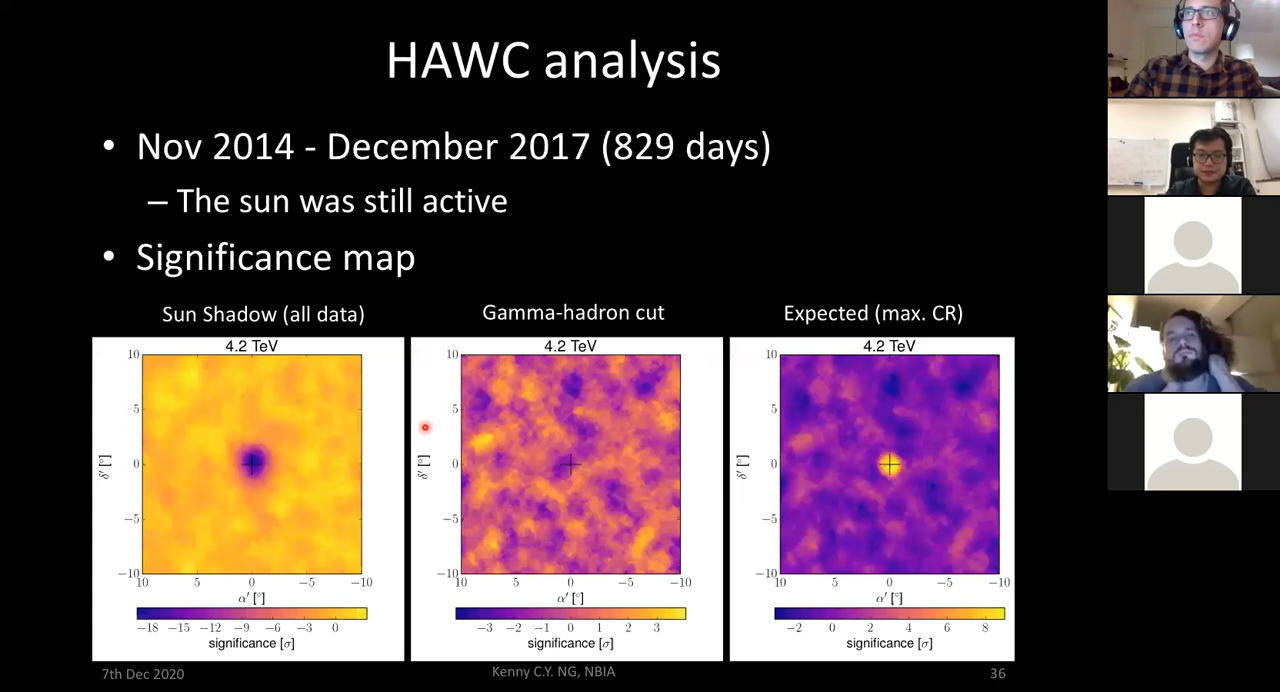 HAWC analysis
• Nov 2014 - December 2017 (829 days)
– The sun was still active
• Significance map
Sun Shadow (all data)
Gamma-hadron cut
Expected (max. CR)
4.2 TeV
10
5
0
−5
−10
δ′ [°]
10 5 0 −5 −10
α′ [°]
−18 −15 −12 −9 −6 −3 0
significance [σ]
4.2 TeV
10
5
0
−5
−10
δ′ [°]
10 5 0 −5 −10
α′ [°]
−3 −2 −1 0 1 2 3
significance [σ]
4.2 TeV
10
5
0
−5
−10
δ′ [°]
10 5 0 −5 −10
α′ [°]
−2 0 2 4 6 8
significance [σ]
7th Dec 2020
Kenny C.Y. NG, NBIA
36